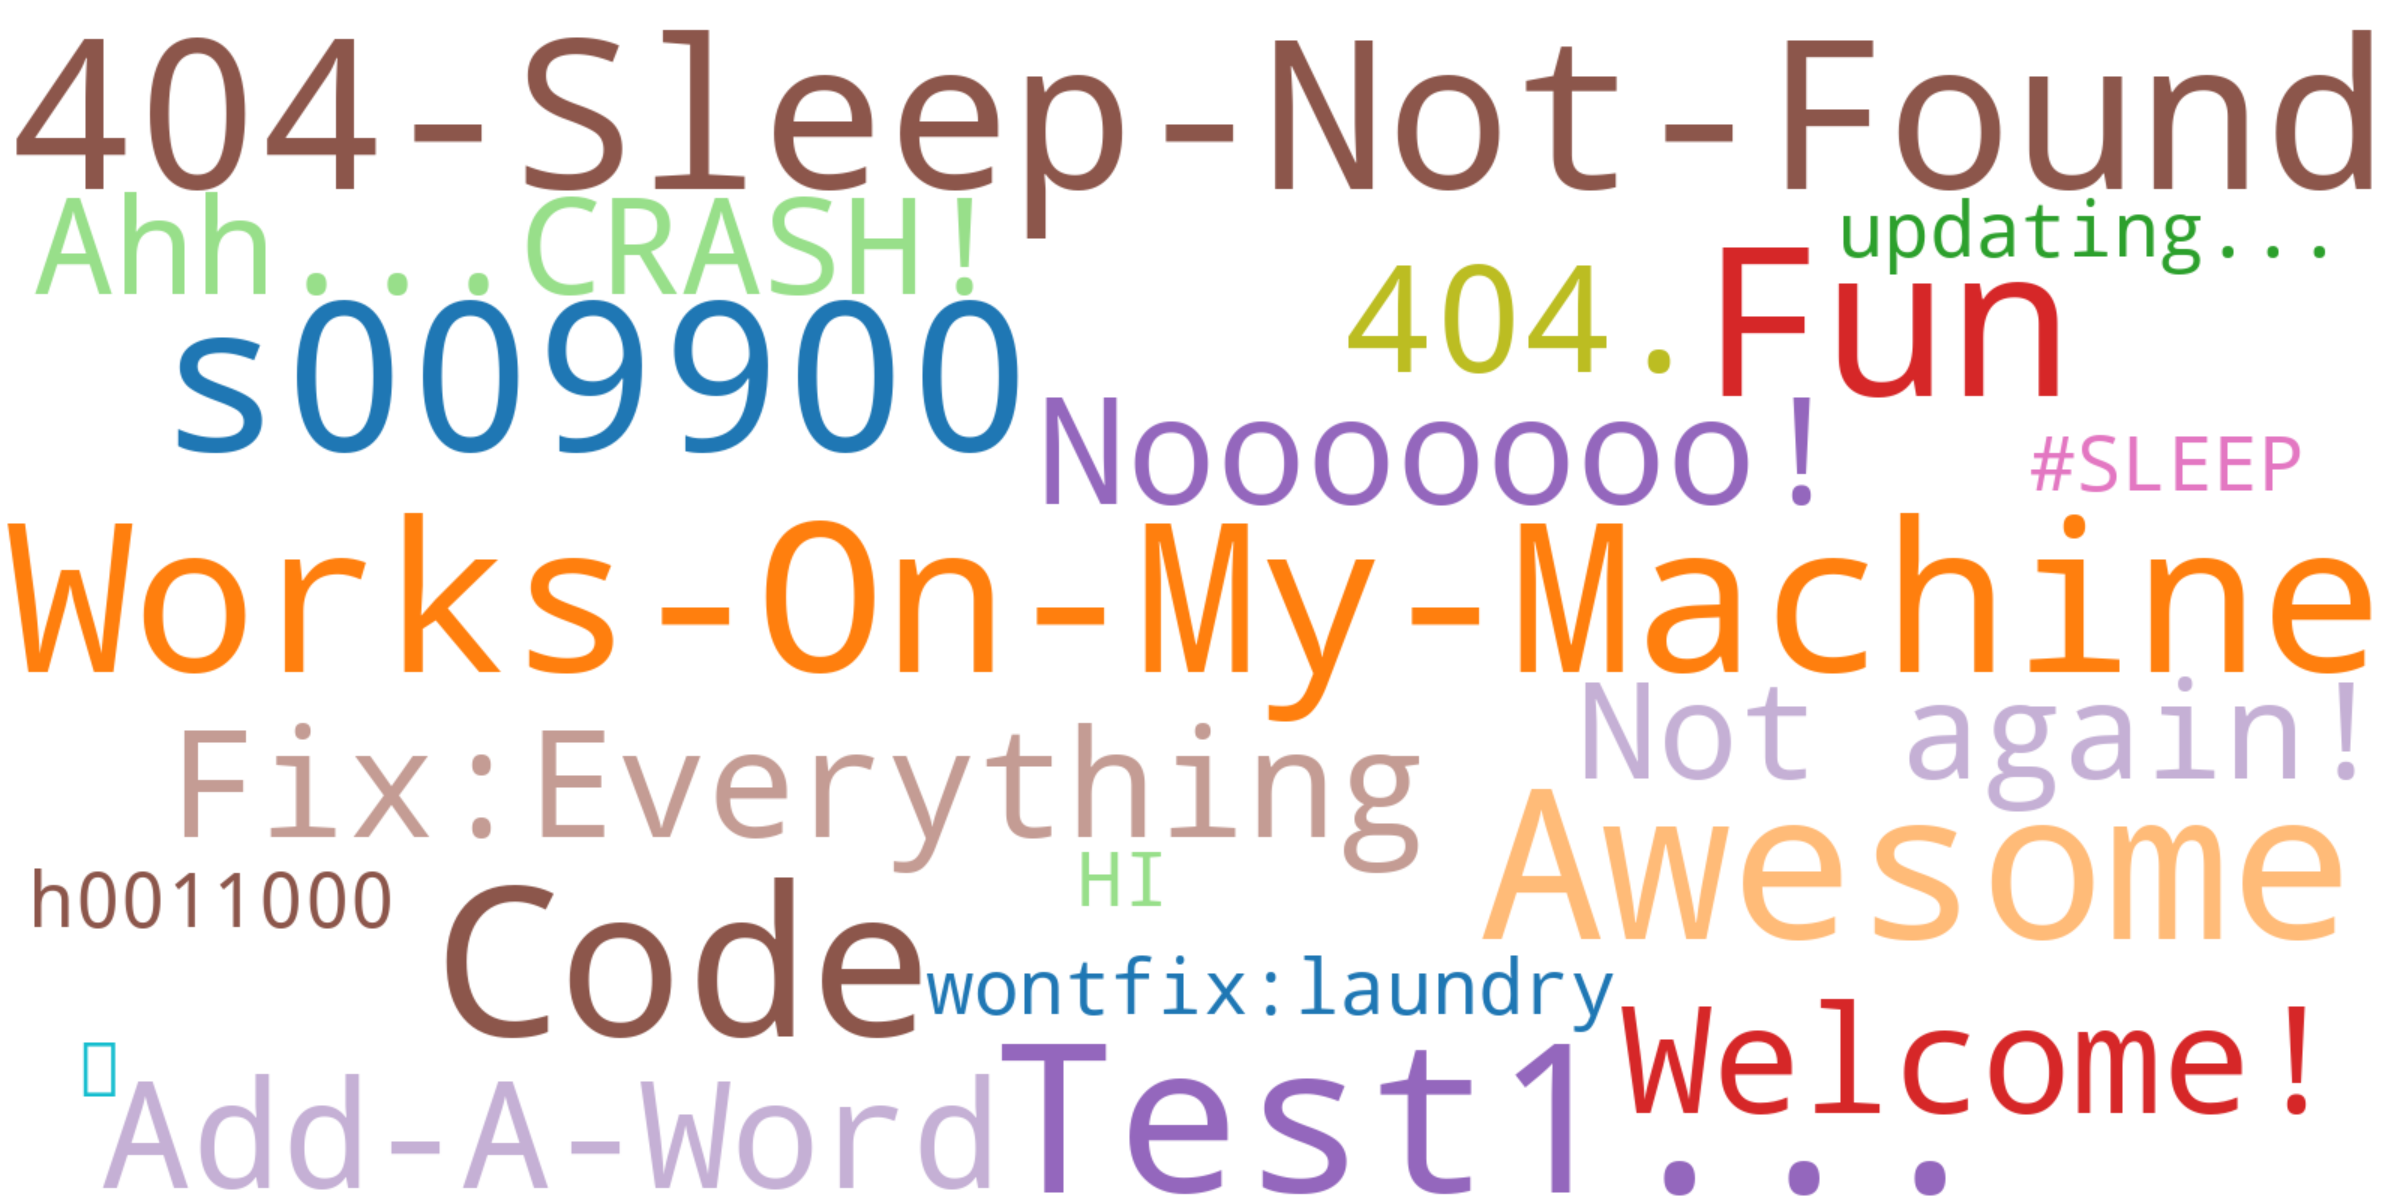 404-Sleep-Not-Found
Ahh...CRASH!
updating...
s009900
404.
Fun
Nooooooo!
#SLEEP
Works-On-My-Machine
Not again!
Fix:Everything
Awesome
HI
h0011000
Code
wontfix:laundry
Welcome!
Add-A-Word
Test1...